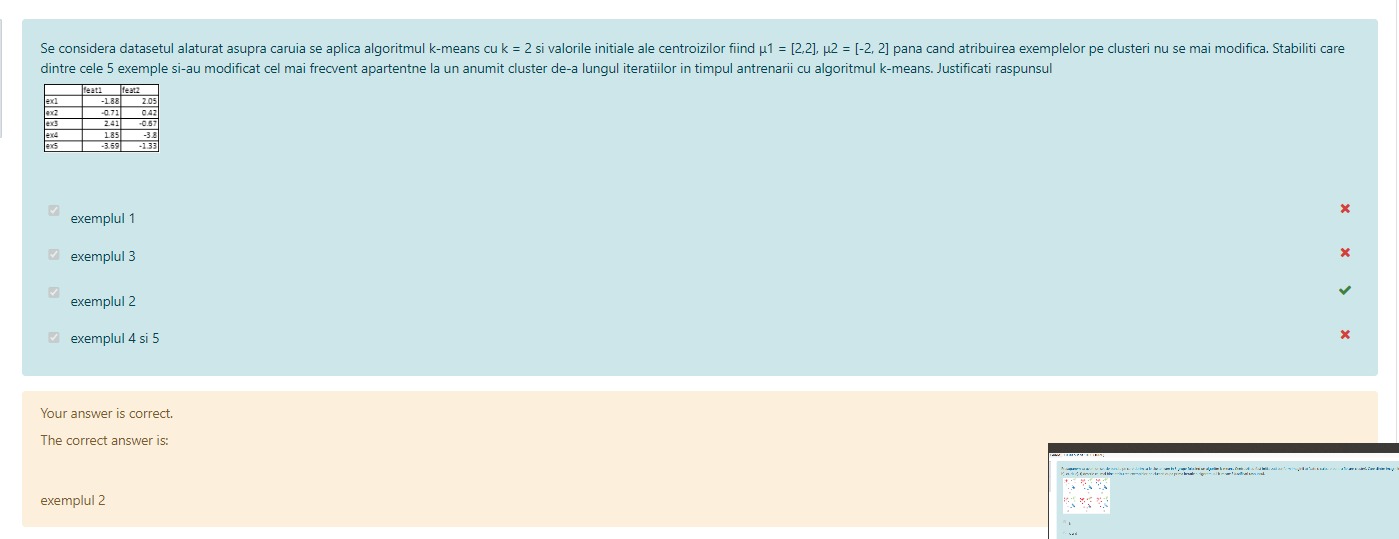 Se considera datasetul alaturat asupra caruia se aplica algoritmul k-means cu k = 2 si valorile initiale ale centroizilor fiind μ1 = [2,2], μ2 = [-2, 2] pana cand atribuirea exemplelor pe clusteri nu se mai modifica. Stabiliti care
dintre cele 5 exemple si-au modificat cel mai frecvent apartentne la un anumit cluster de-a lungul iteratiilor in timpul antrenarii cu algoritmul k-means. Justificati raspunsul
feat1 feat2
ex1 -1.88 2.05
ex2 -0.71 0.42
ex3 2.41 -0.67
ex4 1.85 -3.8
ex5 -3.69 -1.33
exemplul 1
exemplul 3
exemplul 2
exemplul 4 si 5
Your answer is correct.
The correct answer is:
exemplul 2